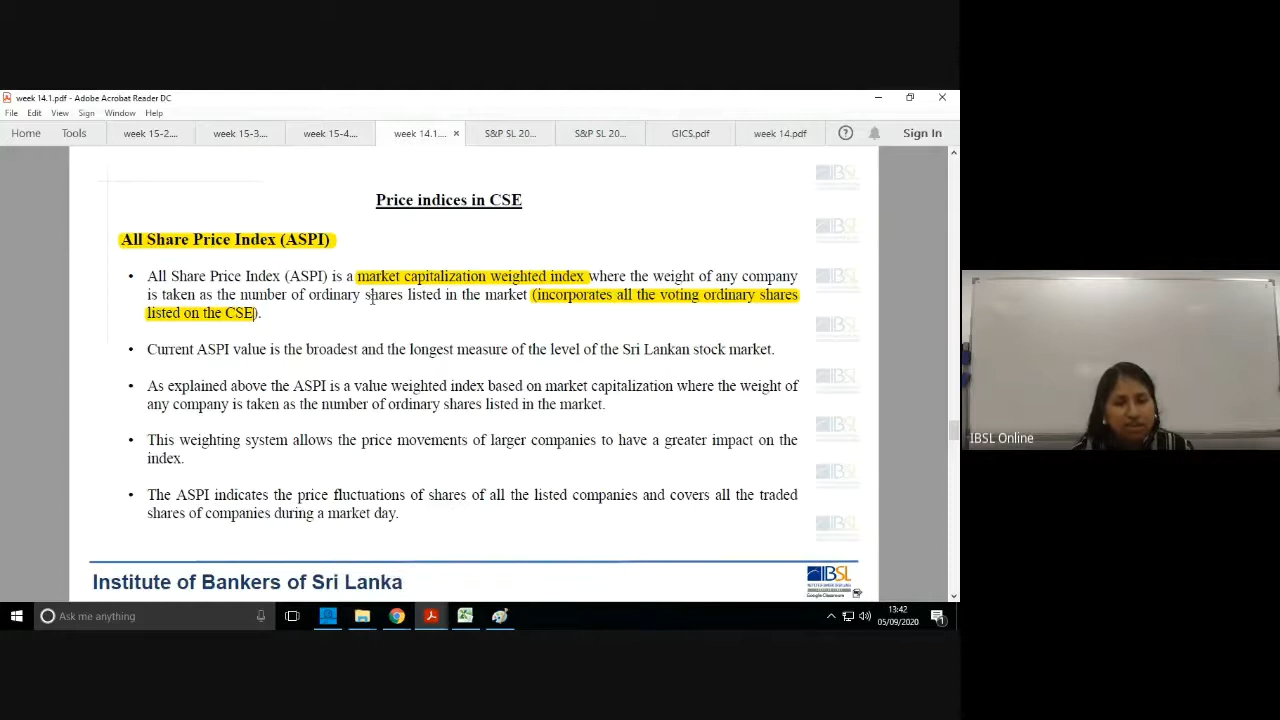 week 14.1.pdf - Adobe Acrobat Reader DC
File Edit View Sign Window Help
Home Tools week 15-2.... week 15-3.... week 15-4.... week 14.1.... × S&P SL 20... S&P SL 20... GICS.pdf week 14.pdf Sign In
Price indices in CSE
All Share Price Index (ASPI)
• All Share Price Index (ASPI) is a market capitalization weighted index where the weight of any company
is taken as the number of ordinary shares listed in the market (incorporates all the voting ordinary shares
listed on the CSE).
• Current ASPI value is the broadest and the longest measure of the level of the Sri Lankan stock market.
• As explained above the ASPI is a value weighted index based on market capitalization where the weight of
any company is taken as the number of ordinary shares listed in the market.
• This weighting system allows the price movements of larger companies to have a greater impact on the
index.
• The ASPI indicates the price fluctuations of shares of all the listed companies and covers all the traded
shares of companies during a market day.
Institute of Bankers of Sri Lanka
IBSL
Google Classroom
Ask me anything
13:42
05/09/2020
1
IBSL Online